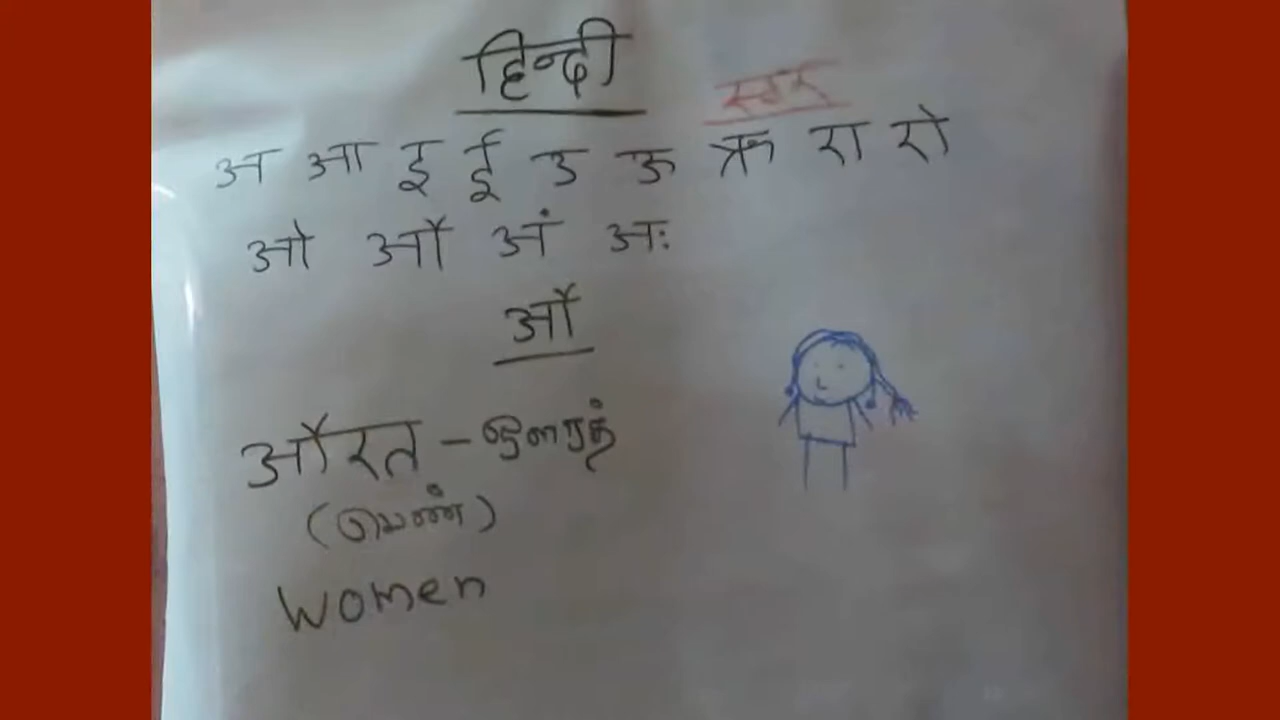 हिन्दी
स्वर
अ आ इ ई उ ऊ ऋ रा रो
ओ औ अं अः
औ
औरत - ஔரத்
(பெண்)
women